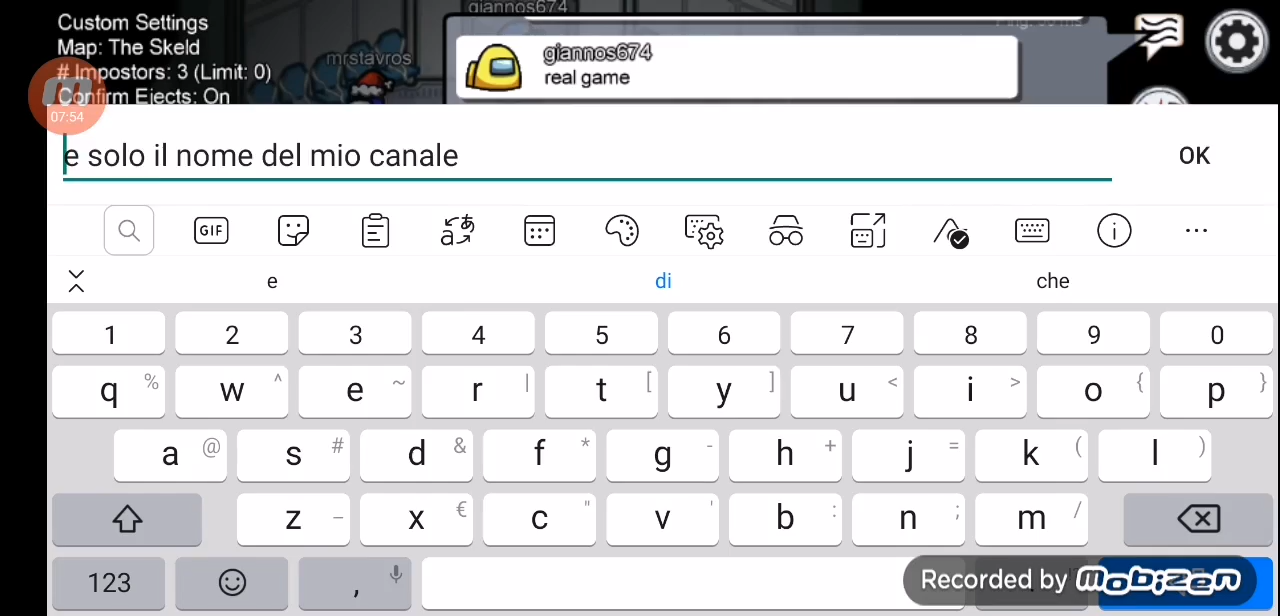 giannos674
Custom Settings
Map: The Skeld
# Impostors: 3 (Limit: 0)
Confirm Ejects: On
mrstavros
giannos674
real game
07:54
e solo il nome del mio canale
OK
GIF
e di che
1 2 3 4 5 6 7 8 9 0
q % w ^ e ~ r | t [ y ] u < i > o { p }
a @ s # d & f * g - h + j = k ( l )
z _ x € c " v ' b : n ; m /
123 ,
Recorded by mobizen